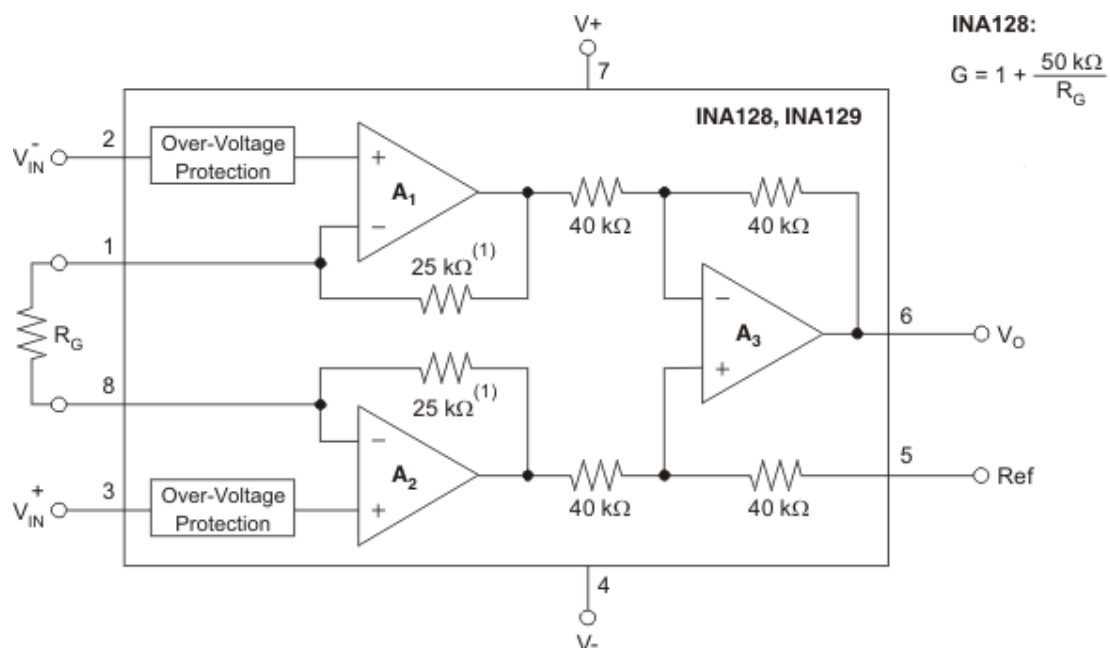 V+
INA128:
G = 1 + 50 kΩ / R_G
7
INA128, INA129
2
V_IN^-
Over-Voltage
Protection
+
A₁
−
40 kΩ
40 kΩ
1
25 kΩ⁽¹⁾
R_G
−
A₃
+
6
V_O
8
25 kΩ⁽¹⁾
−
A₂
+
3
V_IN^+
Over-Voltage
Protection
40 kΩ
40 kΩ
5
Ref
4
V-